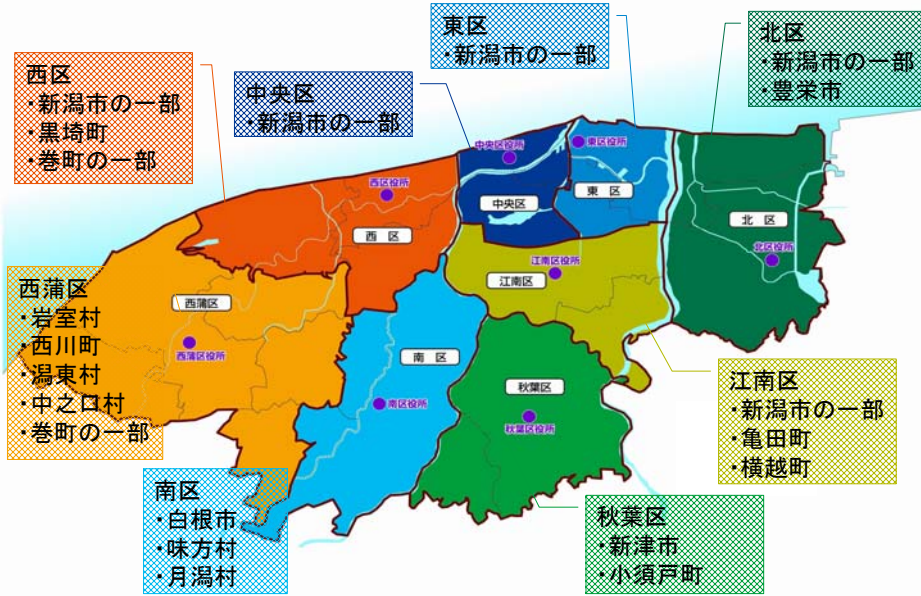 東区
・新潟市の一部
北区
・新潟市の一部
・豊栄市
西区
・新潟市の一部
・黒埼町
・巻町の一部
中央区
・新潟市の一部
中央区役所
東区役所
西区役所
中央区
東 区
北 区
西 区
北区役所
江南区役所
江南区
西蒲区
・岩室村
・西川町
・潟東村
・中之口村
・巻町の一部
西蒲区
西蒲区役所
南 区
南区役所
秋葉区
秋葉区役所
江南区
・新潟市の一部
・亀田町
・横越町
南区
・白根市
・味方村
・月潟村
秋葉区
・新津市
・小須戸町